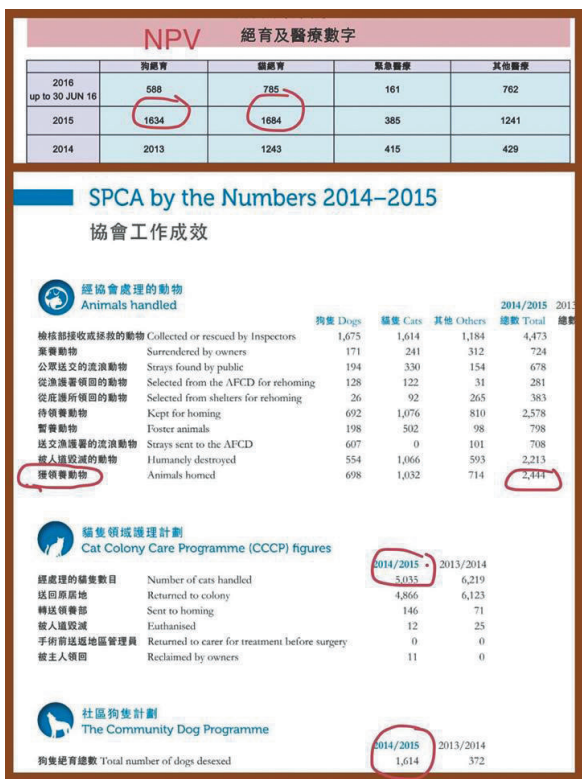 NPV 絕育及醫療數字
狗絕育 貓絕育 緊急醫療 其他醫療
2016
up to 30 JUN 16 588 785 161 762
2015 1634 1684 385 1241
2014 2013 1243 415 429
SPCA by the Numbers 2014–2015
協會工作成效
經協會處理的動物
Animals handled
2014/2015 2013
狗隻 Dogs 貓隻 Cats 其他 Others 總數 Total 總數
檢核部接收或拯救的動物 Collected or rescued by Inspectors 1,675 1,614 1,184 4,473
棄養動物 Surrendered by owners 171 241 312 724
公眾送交的流浪動物 Strays found by public 194 330 154 678
從漁護署領回的動物 Selected from the AFCD for rehoming 128 122 31 281
從庇護所領回的動物 Selected from shelters for rehoming 26 92 265 383
待領養動物 Kept for homing 692 1,076 810 2,578
暫養動物 Foster animals 198 502 98 798
送交漁護署的流浪動物 Strays sent to the AFCD 607 0 101 708
被人道毀滅的動物 Humanely destroyed 554 1,066 593 2,213
獲領養動物 Animals homed 698 1,032 714 2,444
貓隻領域護理計劃
Cat Colony Care Programme (CCCP) figures
2014/2015 2013/2014
經處理的貓隻數目 Number of cats handled 5,035 6,219
送回原居地 Returned to colony 4,866 6,123
轉送領養部 Sent to homing 146 71
被人道毀滅 Euthanised 12 25
手術前送返地區管理員 Returned to carer for treatment before surgery 0 0
被主人領回 Reclaimed by owners 11 0
社區狗隻計劃
The Community Dog Programme
2014/2015 2013/2014
狗隻絕育總數 Total number of dogs desexed 1,614 372